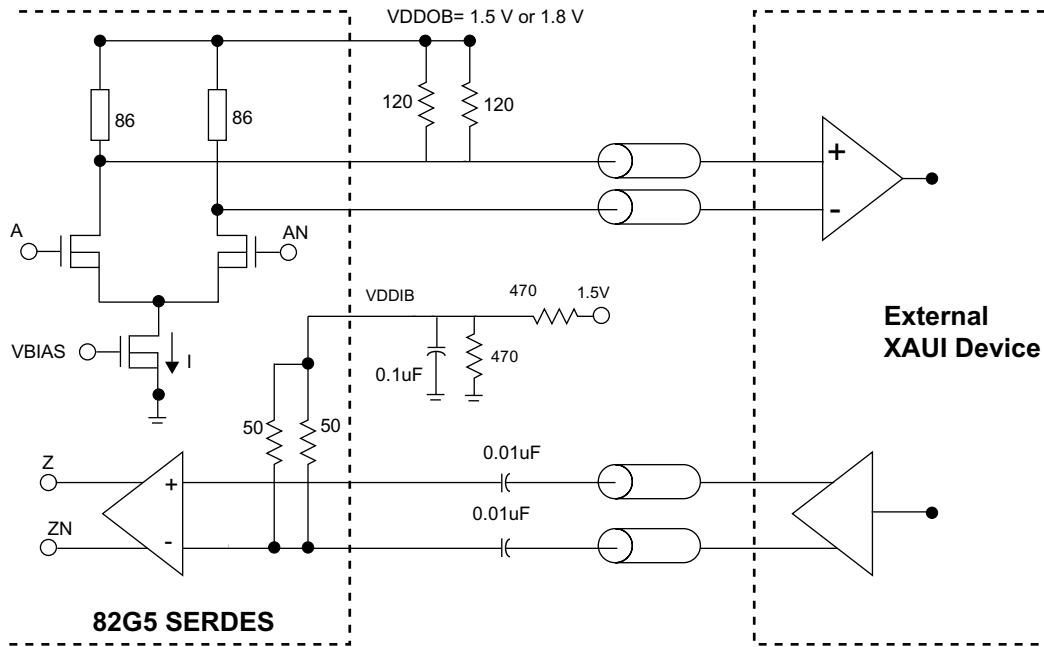 VDDOB= 1.5 V or 1.8 V
86
86
120
120
+
-
A
AN
VBIAS
I
VDDIB
470
1.5V
470
0.1uF
External
XAUI Device
50
50
Z
ZN
+
-
0.01uF
0.01uF
82G5 SERDES